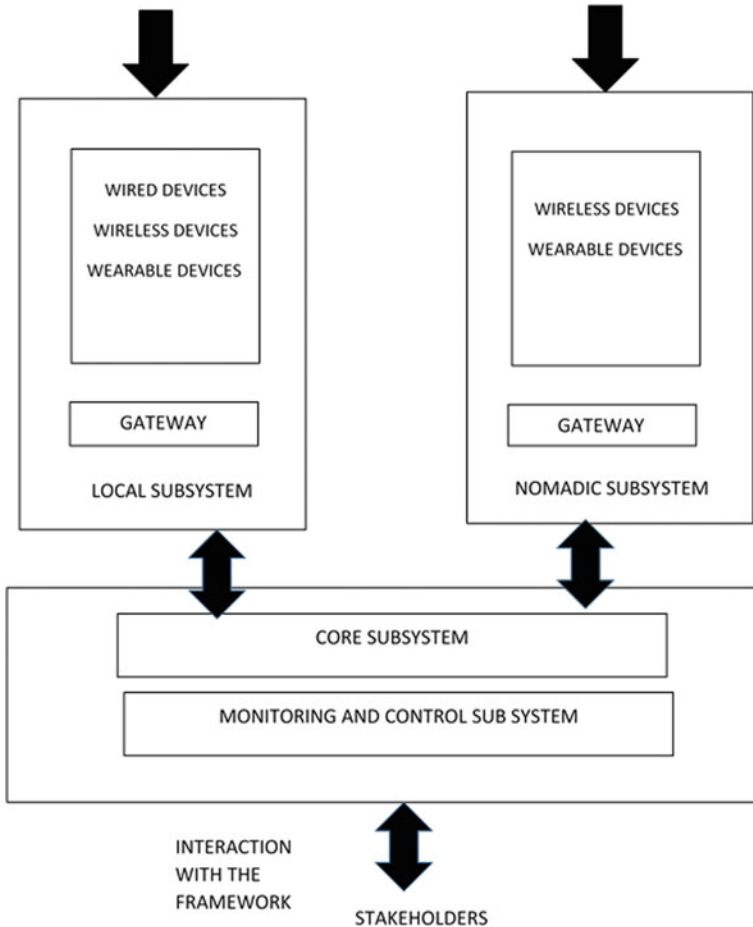 WIRED DEVICES
WIRELESS DEVICES
WEARABLE DEVICES
GATEWAY
LOCAL SUBSYSTEM
WIRELESS DEVICES
WEARABLE DEVICES
GATEWAY
NOMADIC SUBSYSTEM
CORE SUBSYSTEM
MONITORING AND CONTROL SUB SYSTEM
INTERACTION
WITH THE
FRAMEWORK
STAKEHOLDERS